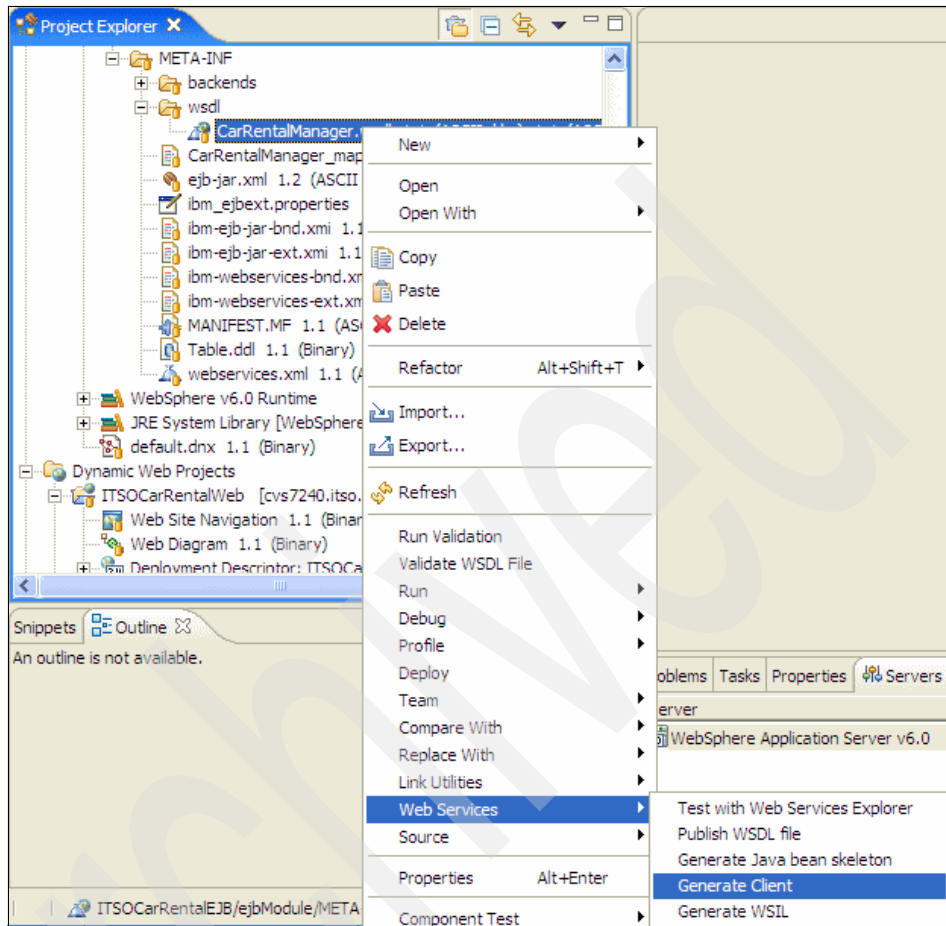 Project Explorer
META-INF
backends
wsdl
CarRentalManager.
CarRentalManager_map
ejb-jar.xml 1.2 (ASCII
ibm_ejbext.properties
ibm-ejb-jar-bnd.xmi 1.1
ibm-ejb-jar-ext.xmi 1.1
ibm-webservices-bnd.xm
ibm-webservices-ext.xm
MANIFEST.MF 1.1 (ASC
Table.ddl 1.1 (Binary)
webservices.xml 1.1 (A
WebSphere v6.0 Runtime
JRE System Library [WebSphere
default.dnx 1.1 (Binary)
Dynamic Web Projects
ITSOCarRentalWeb [cvs7240.itso.
Web Site Navigation 1.1 (Binar
Web Diagram 1.1 (Binary)
Deployment Descriptor: ITSOCa
New
Open
Open With
Copy
Paste
Delete
Refactor Alt+Shift+T
Import...
Export...
Refresh
Run Validation
Validate WSDL File
Run
Debug
Profile
Deploy
Team
Compare With
Replace With
Link Utilities
Web Services
Source
Properties Alt+Enter
Component Test
Test with Web Services Explorer
Publish WSDL file
Generate Java bean skeleton
Generate Client
Generate WSIL
Snippets Outline
An outline is not available.
oblems Tasks Properties Servers
erver
WebSphere Application Server v6.0
ITSOCarRentalEJB/ejbModule/META-
rchived